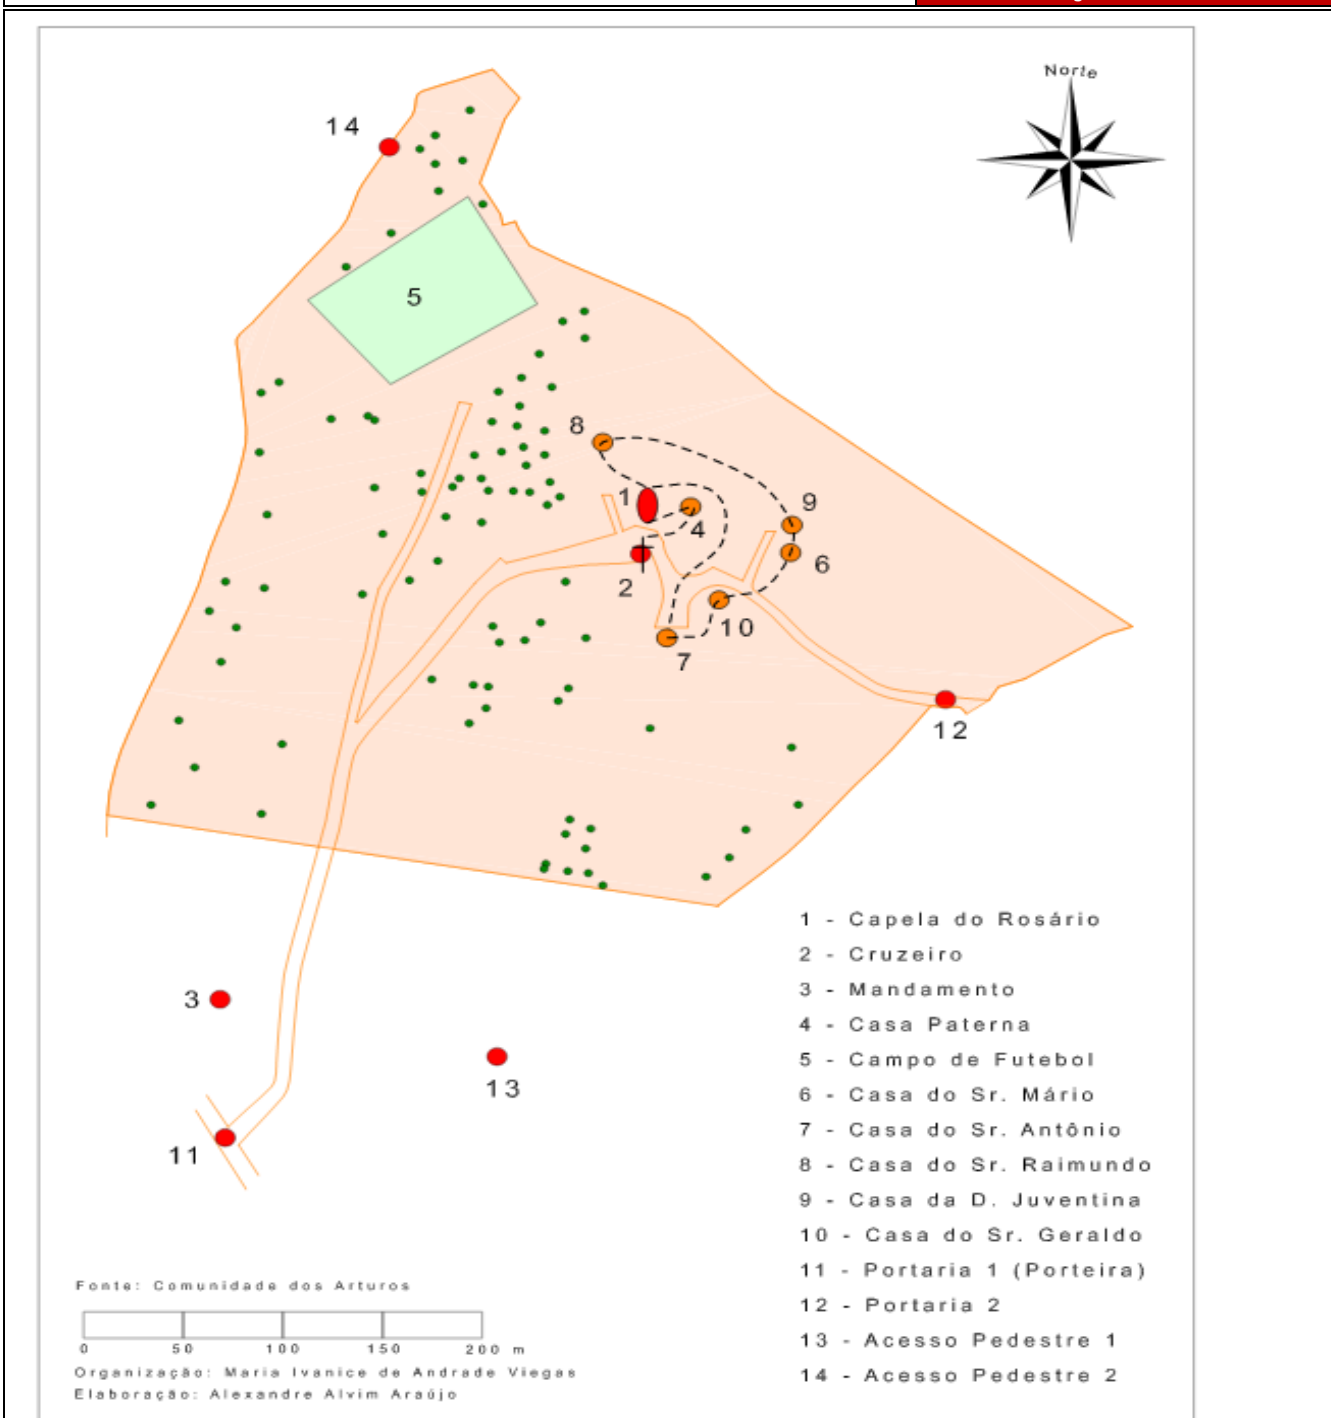 Norte
14
5
8
1
9
4
6
2
10
7
12
3
13
11
1 - Capela do Rosário
2 - Cruzeiro
3 - Mandamento
4 - Casa Paterna
5 - Campo de Futebol
6 - Casa do Sr. Mário
7 - Casa do Sr. Antônio
8 - Casa do Sr. Raimundo
9 - Casa da D. Juventina
10 - Casa do Sr. Geraldo
11 - Portaria 1 (Porteira)
12 - Portaria 2
13 - Acesso Pedestre 1
14 - Acesso Pedestre 2
Fonte: Comunidade dos Arturos
0 50 100 150 200 m
Organização: Maria Ivanice de Andrade Viegas
Elaboração: Alexandre Alvim Araújo